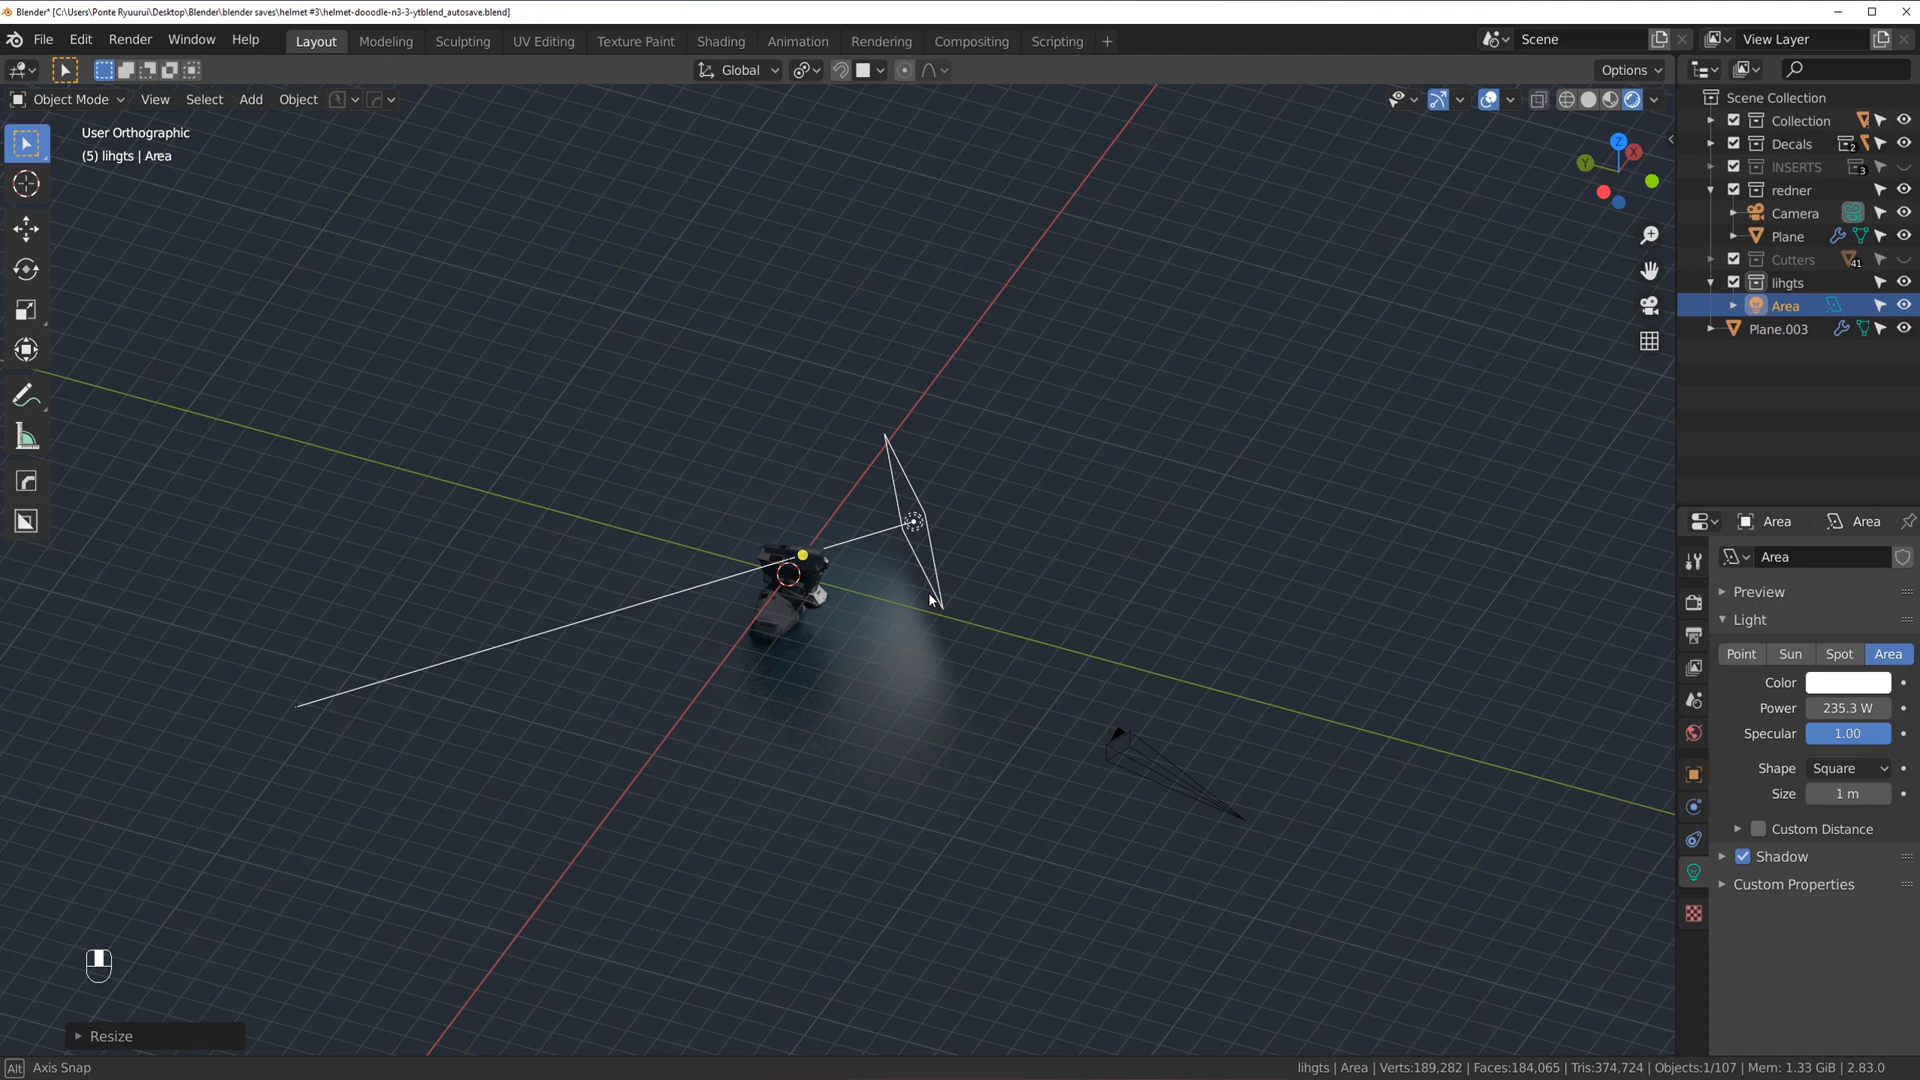 Blender* [C:\Users\Ponte Ryuurui\Desktop\Blender\blender saves\helmet #3\helmet-dooodle-n3-3-ytblend_autosave.blend]
File Edit Render Window Help Layout Modeling Sculpting UV Editing Texture Paint Shading Animation Rendering Compositing Scripting + Scene View Layer
Global Options
Object Mode View Select Add Object
User Orthographic
(5) lihgts | Area
Z
X
Y
Scene Collection
Collection
Decals 2
INSERTS 3
redner
Camera
Plane
Cutters 41
lihgts
Area
Plane.003
Area Area
Area
Preview
Light
Point Sun Spot Area
Color
Power 235.3 W
Specular 1.00
Shape Square
Size 1 m
Custom Distance
Shadow
Custom Properties
Resize
Alt Axis Snap
lihgts | Area | Verts:189,282 | Faces:184,065 | Tris:374,724 | Objects:1/107 | Mem: 1.33 GiB | 2.83.0